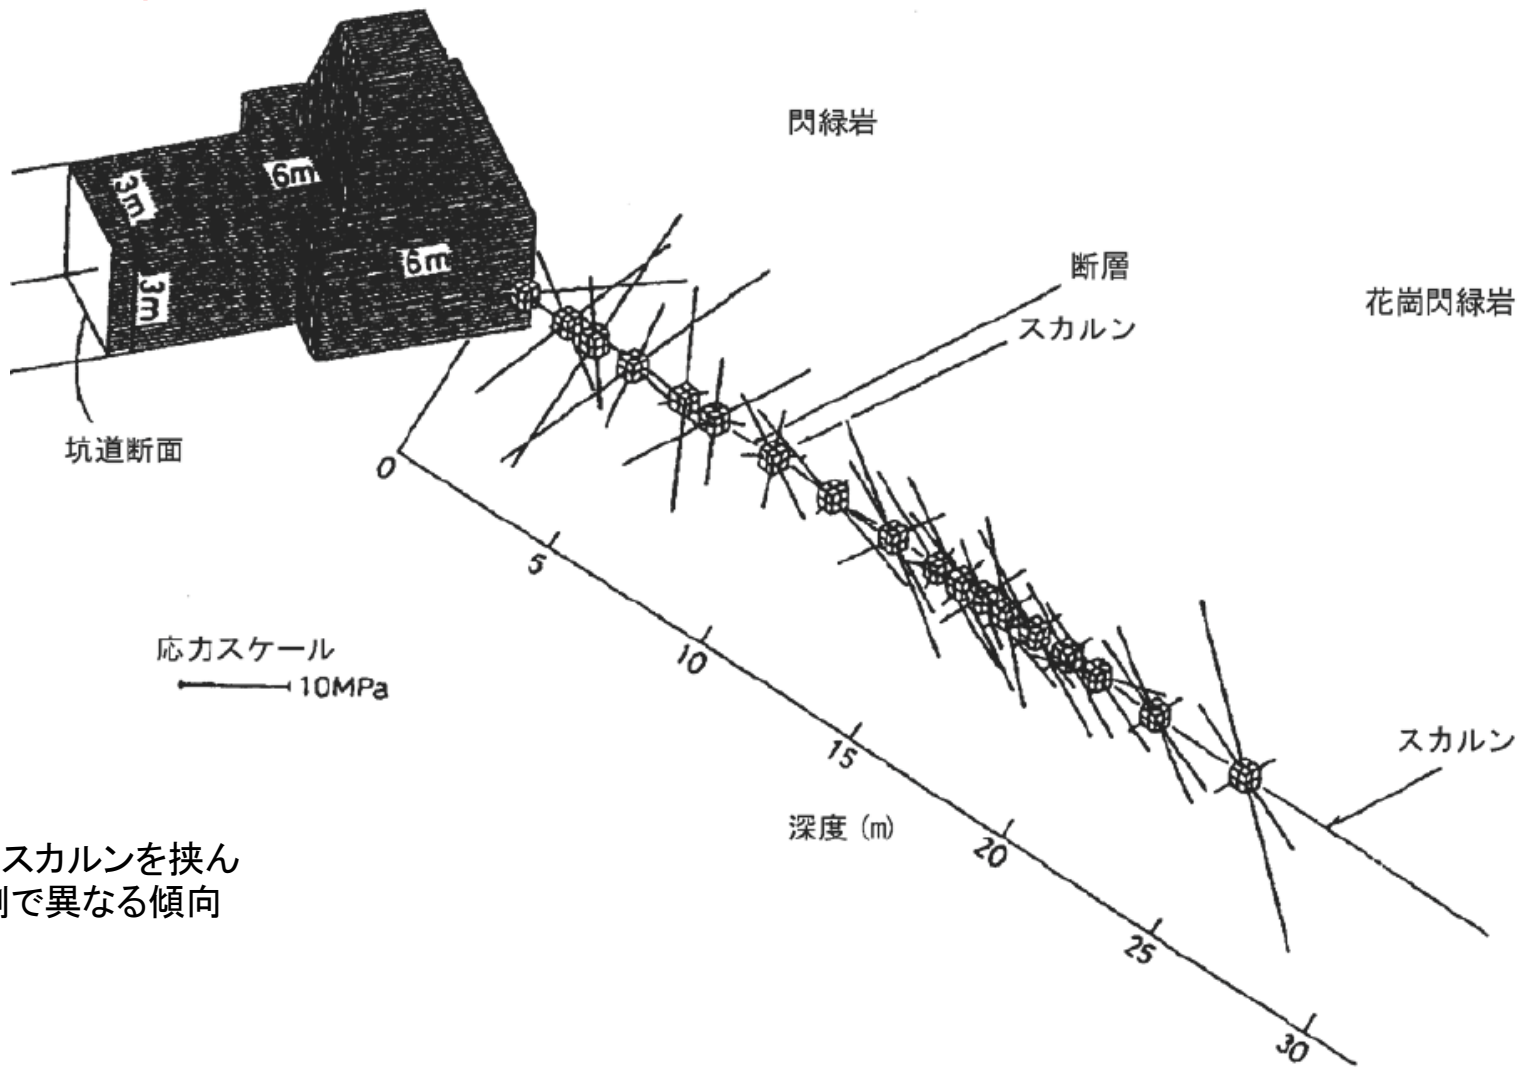 閃緑岩
3m
6m
6m
3m
断層
スカルン
花崗閃緑岩
坑道断面
0
5
10
15
20
25
30
応力スケール
10MPa
深度 (m)
スカルン
スカルンを挟ん
で異なる傾向